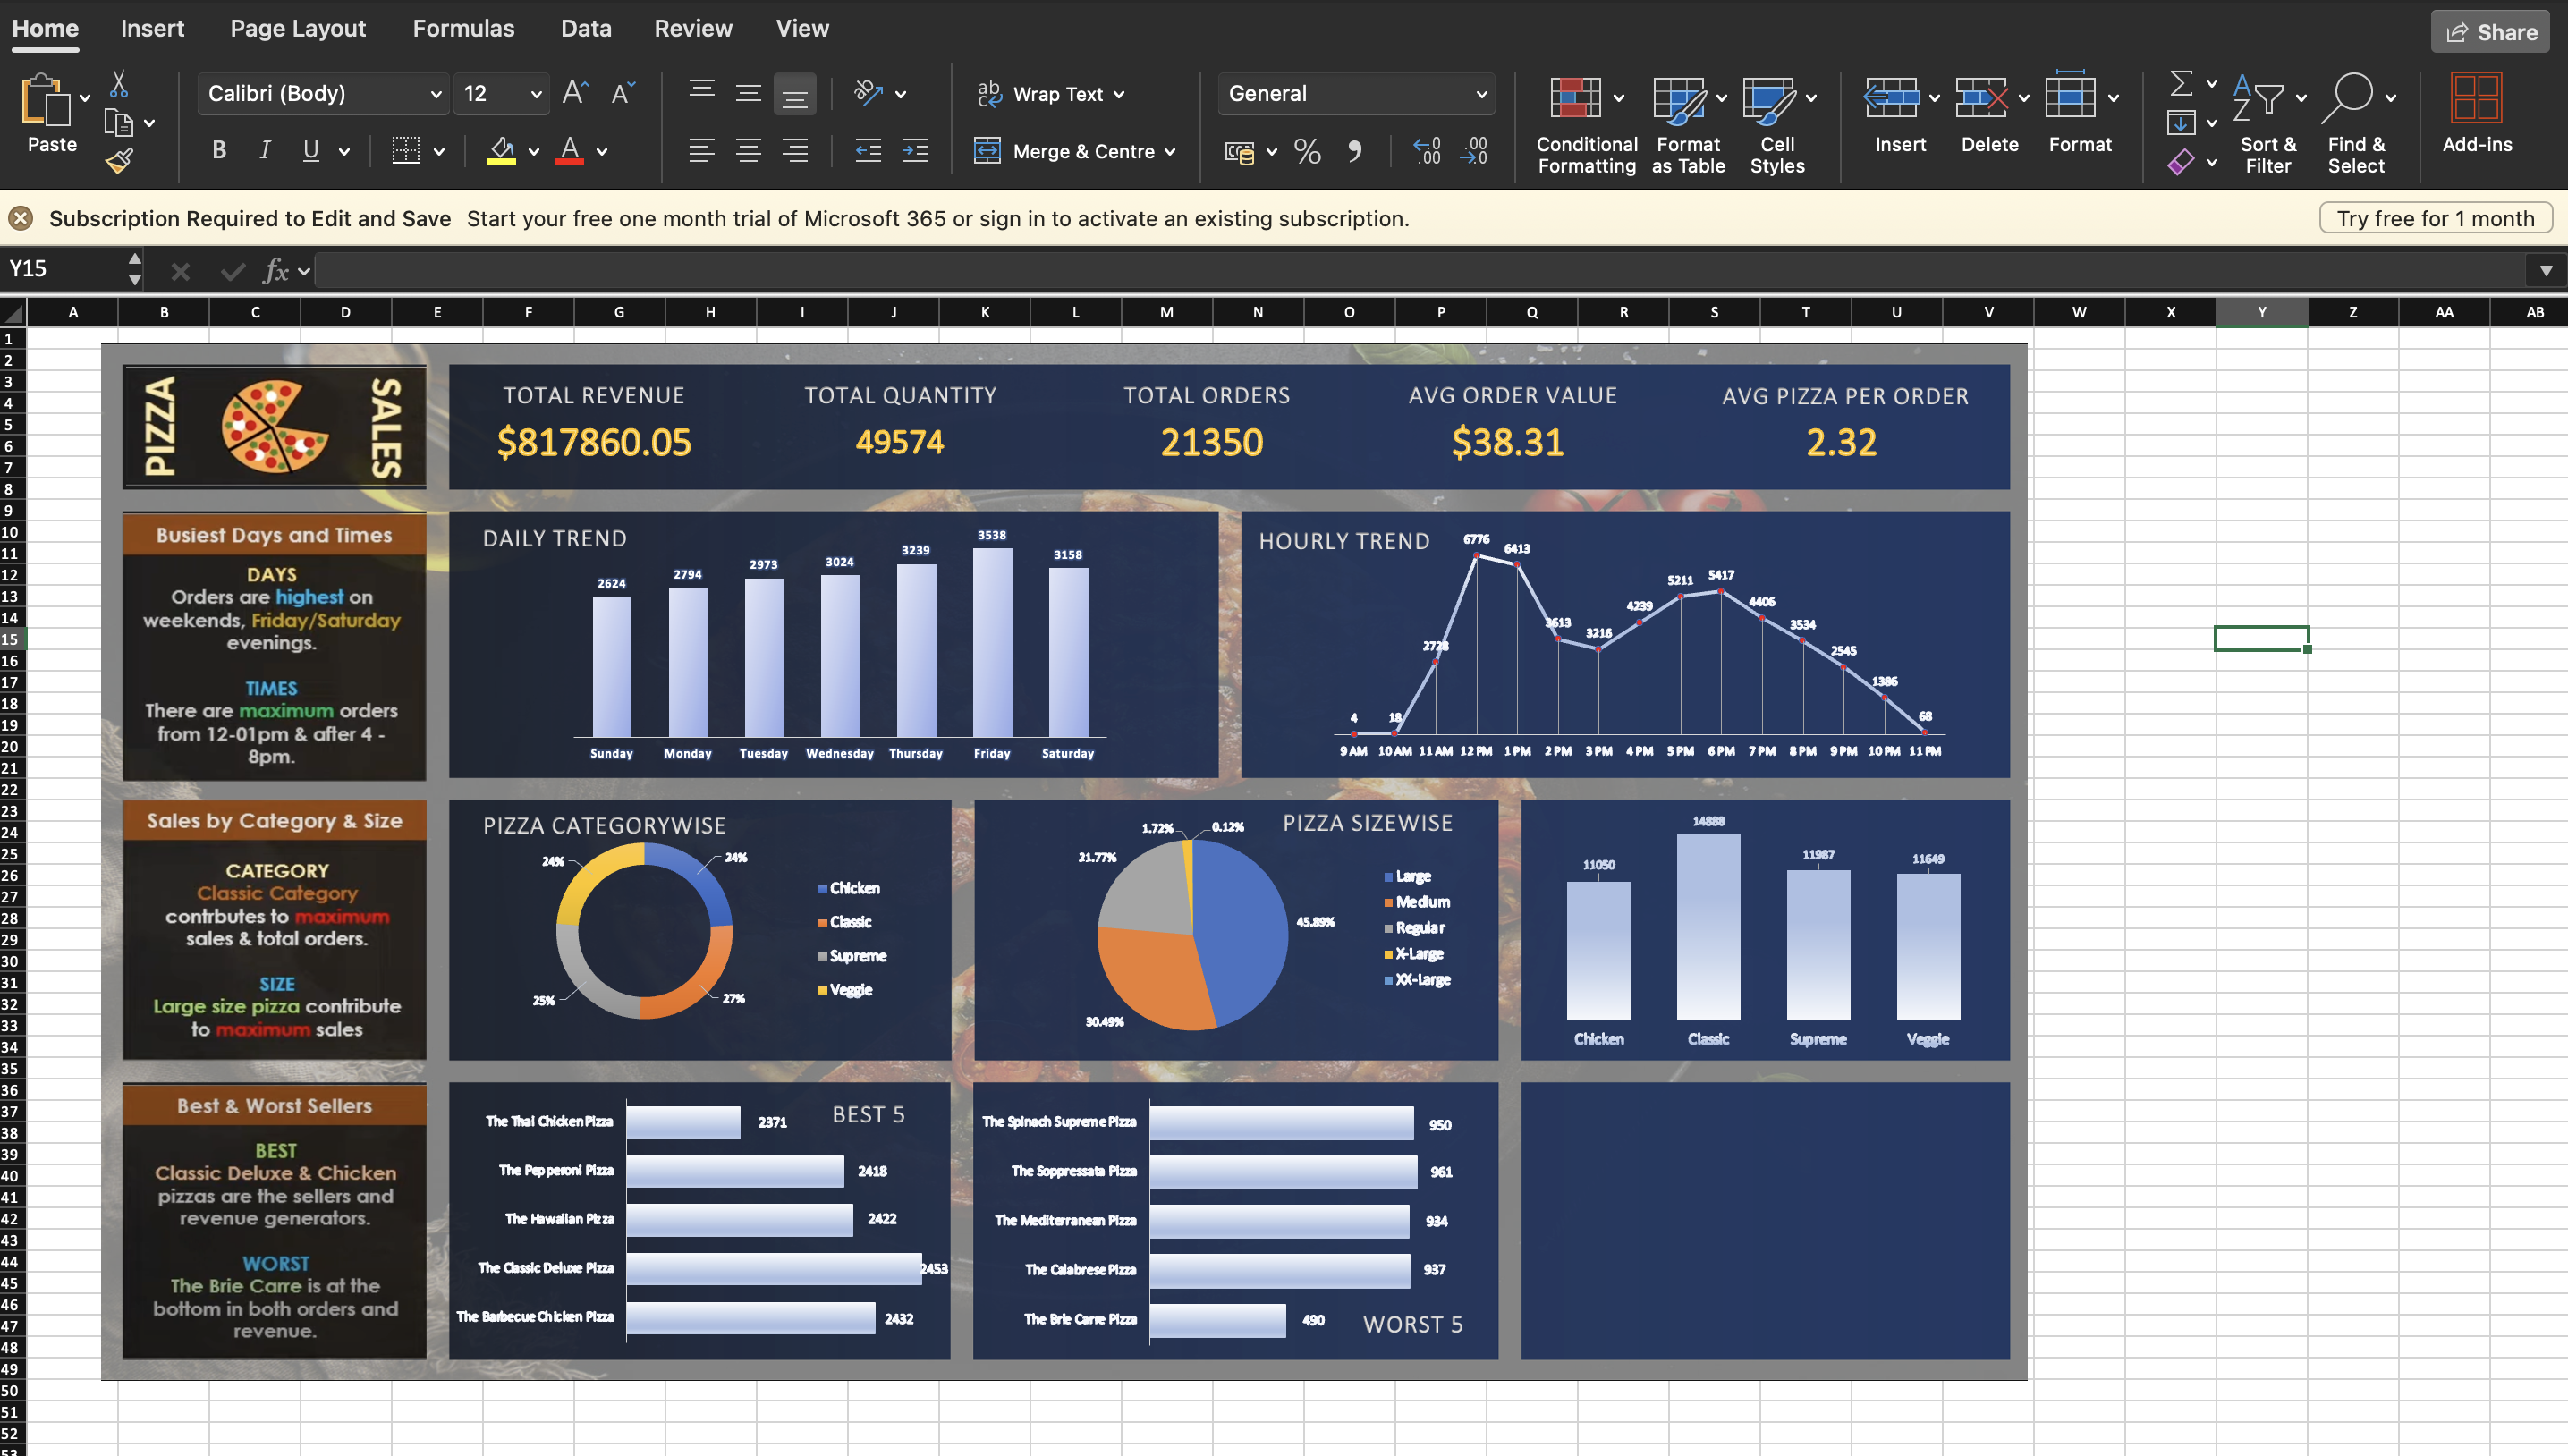 Home Insert Page Layout Formulas Data Review View Share
Paste
Calibri (Body) 12
B I U
ab Wrap Text
Merge & Centre
General
Conditional Formatting
Format as Table
Cell Styles
Insert
Delete
Format
Sort & Filter
Find & Select
Add-ins
Subscription Required to Edit and Save Start your free one month trial of Microsoft 365 or sign in to activate an existing subscription. Try free for 1 month
Y15 fx
A B C D E F G H I J K L M N O P Q R S T U V W X Y Z AA AB
1
2
3
4
5
6
7
8
9
10
11
12
13
14
15
16
17
18
19
20
21
22
23
24
25
26
27
28
29
30
31
32
33
34
35
36
37
38
39
40
41
42
43
44
45
46
47
48
49
50
51
52
53
PIZZA SALES
TOTAL REVENUE TOTAL QUANTITY TOTAL ORDERS AVG ORDER VALUE AVG PIZZA PER ORDER
$817860.05 49574 21350 $38.31 2.32
Busiest Days and Times
DAYS
Orders are highest on
weekends, Friday/Saturday
evenings.
TIMES
There are maximum orders
from 12-01pm & after 4 -
8pm.
DAILY TREND
2624 2794 2973 3024 3239 3538 3158
Sunday Monday Tuesday Wednesday Thursday Friday Saturday
HOURLY TREND
4 18 2728 6776 6413 3613 3216 4239 5211 5417 4406 3534 2545 1386 68
9 AM 10 AM 11 AM 12 PM 1 PM 2 PM 3 PM 4 PM 5 PM 6 PM 7 PM 8 PM 9 PM 10 PM 11 PM
Sales by Category & Size
CATEGORY
Classic Category
contrbutes to maximum
sales & total orders.
SIZE
Large size pizza contribute
to maximum sales
PIZZA CATEGORYWISE
24% 24%
25% 27%
Chicken
Classic
Supreme
Veggie
PIZZA SIZEWISE
1.72% 0.12%
21.77%
45.89%
30.49%
Large
Medium
Regular
X-Large
XX-Large
11050 14888 11987 11649
Chicken Classic Supreme Veggie
Best & Worst Sellers
BEST
Classic Deluxe & Chicken
pizzas are the sellers and
revenue generators.
WORST
The Brie Carre is at the
bottom in both orders and
revenue.
BEST 5
The Thai Chicken Pizza 2371
The Pepperoni Pizza 2418
The Hawaiian Pizza 2422
The Classic Deluxe Pizza 2453
The Barbecue Chicken Pizza 2432
The Spinach Supreme Pizza 950
The Soppressata Pizza 961
The Mediterranean Pizza 934
The Calabrese Pizza 937
The Brie Carre Pizza 490
WORST 5